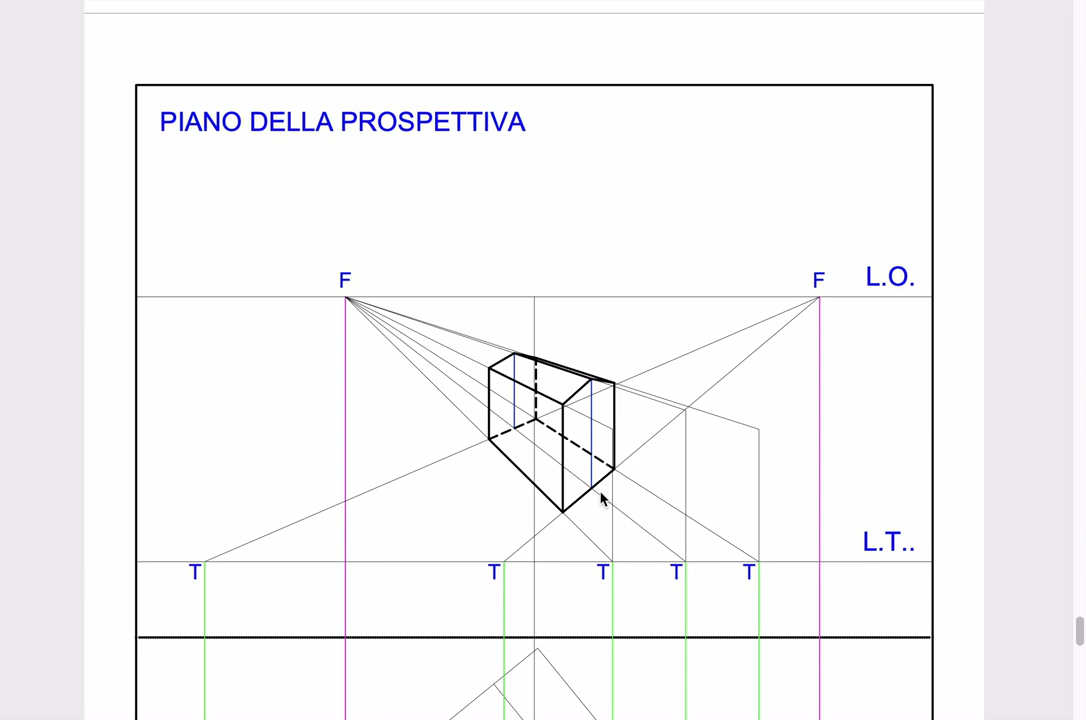 PIANO DELLA PROSPETTIVA
F F L.O.
L.T..
T T T T T